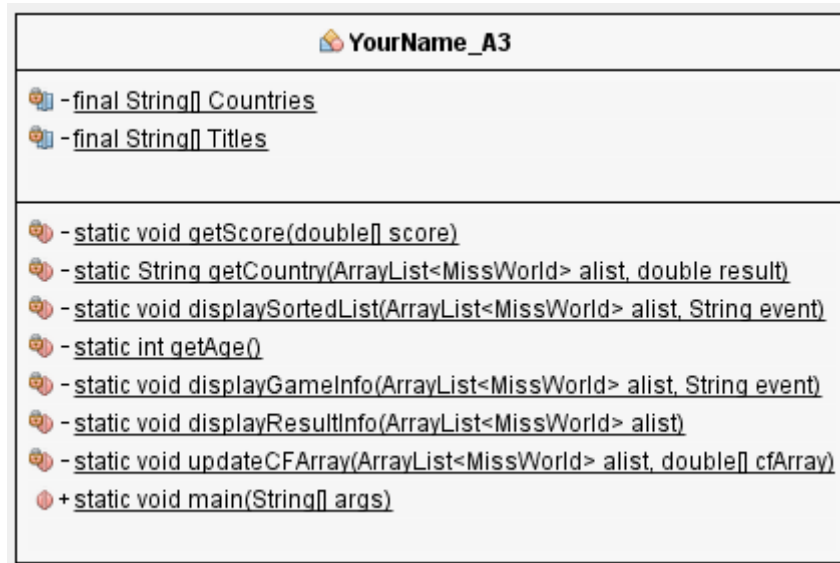 YourName_A3
-final String[] Countries
-final String[] Titles
-static void getScore(double[] score)
-static String getCountry(ArrayList<MissWorld> alist, double result)
-static void displaySortedList(ArrayList<MissWorld> alist, String event)
-static int getAge()
-static void displayGameInfo(ArrayList<MissWorld> alist, String event)
-static void displayResultInfo(ArrayList<MissWorld> alist)
-static void updateCFArray(ArrayList<MissWorld> alist, double[] cfArray)
+static void main(String[] args)